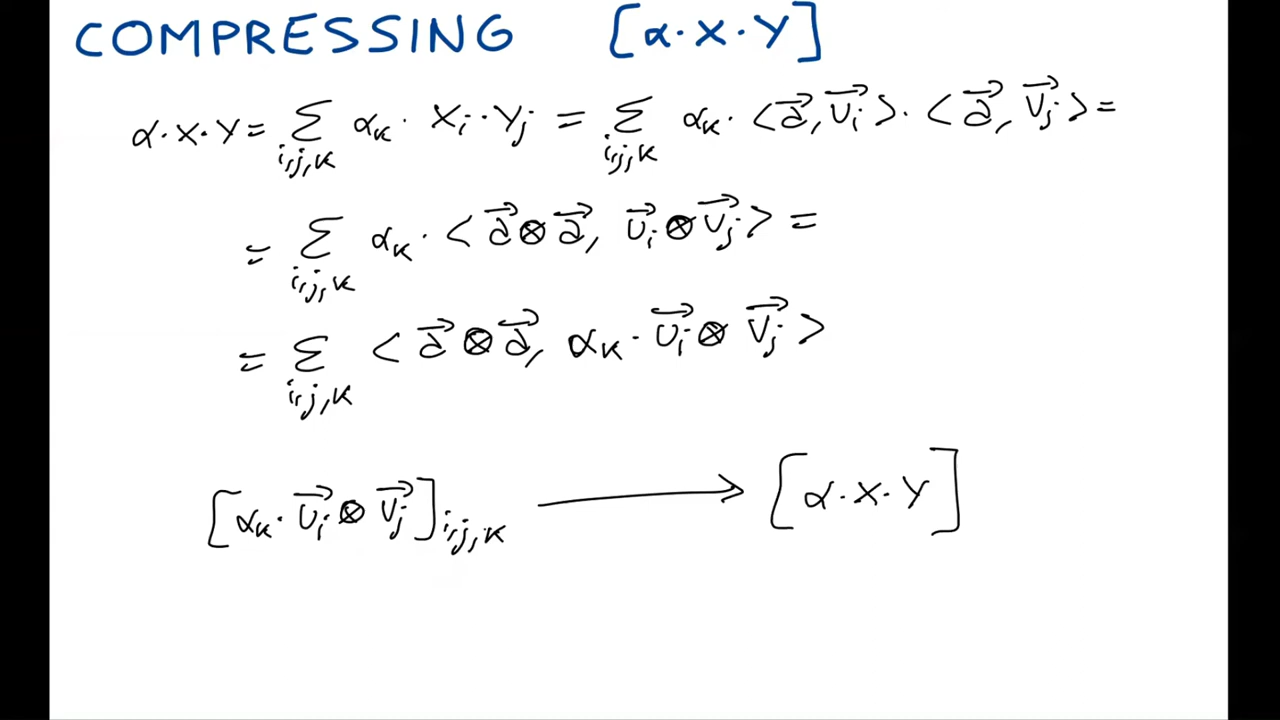 COMPRESSING [α·X·Y]
α·X·Y = Σ_{i,j,k} α_k · X_i · Y_j = Σ_{i,j,k} α_k · <a⃗, u⃗_i> · <a⃗, v⃗_j> =
= Σ_{i,j,k} α_k · <a⃗⊗a⃗, u⃗_i⊗v⃗_j> =
= Σ_{i,j,k} <a⃗⊗a⃗, α_k · u⃗_i⊗v⃗_j>
[α_k · u⃗_i⊗v⃗_j]_{i,j,k} ⟶ [α·X·Y]